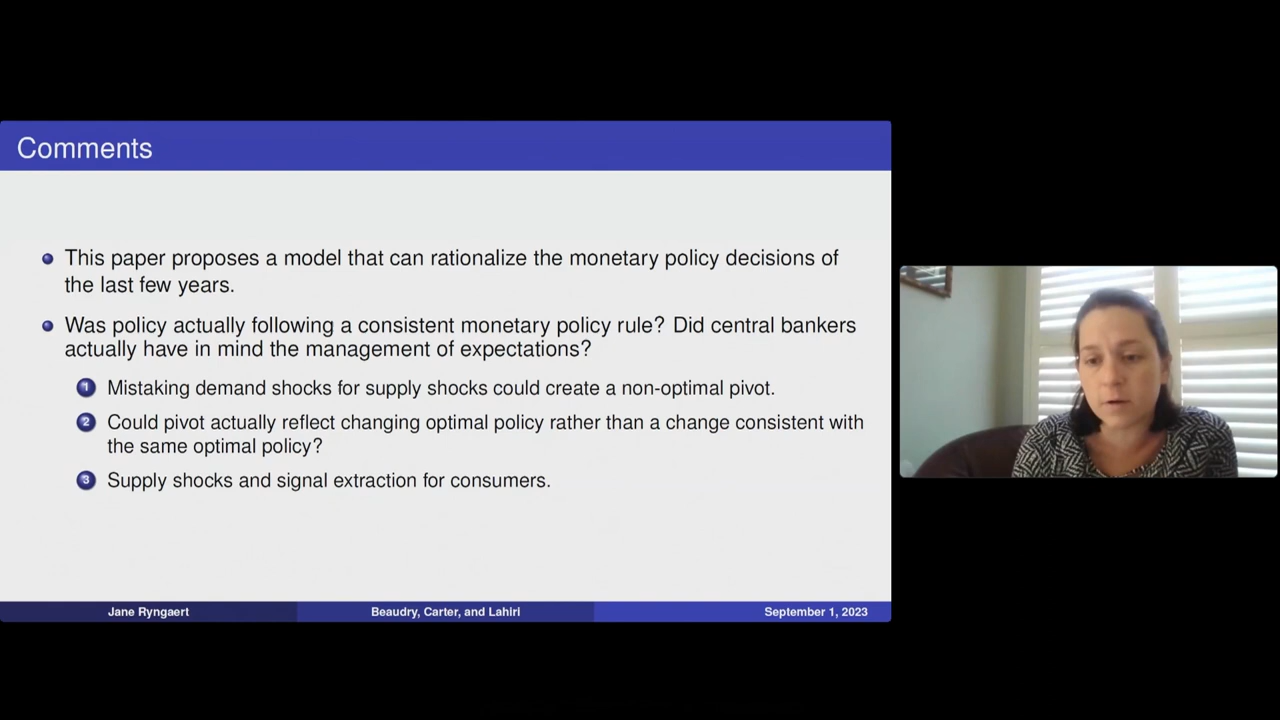 Comments
This paper proposes a model that can rationalize the monetary policy decisions of
the last few years.
Was policy actually following a consistent monetary policy rule? Did central bankers
actually have in mind the management of expectations?
1 Mistaking demand shocks for supply shocks could create a non-optimal pivot.
2 Could pivot actually reflect changing optimal policy rather than a change consistent with
the same optimal policy?
3 Supply shocks and signal extraction for consumers.
Jane Ryngaert
Beaudry, Carter, and Lahiri
September 1, 2023